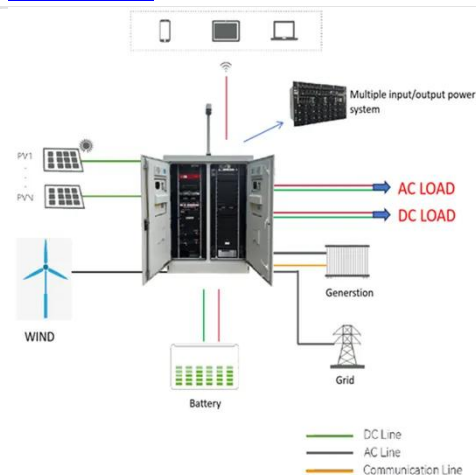 Multiple input/output power
system
PV1
PVN
AC LOAD
DC LOAD
WIND
Generstion
Grid
Battery
DC Line
AC Line
Communication Line